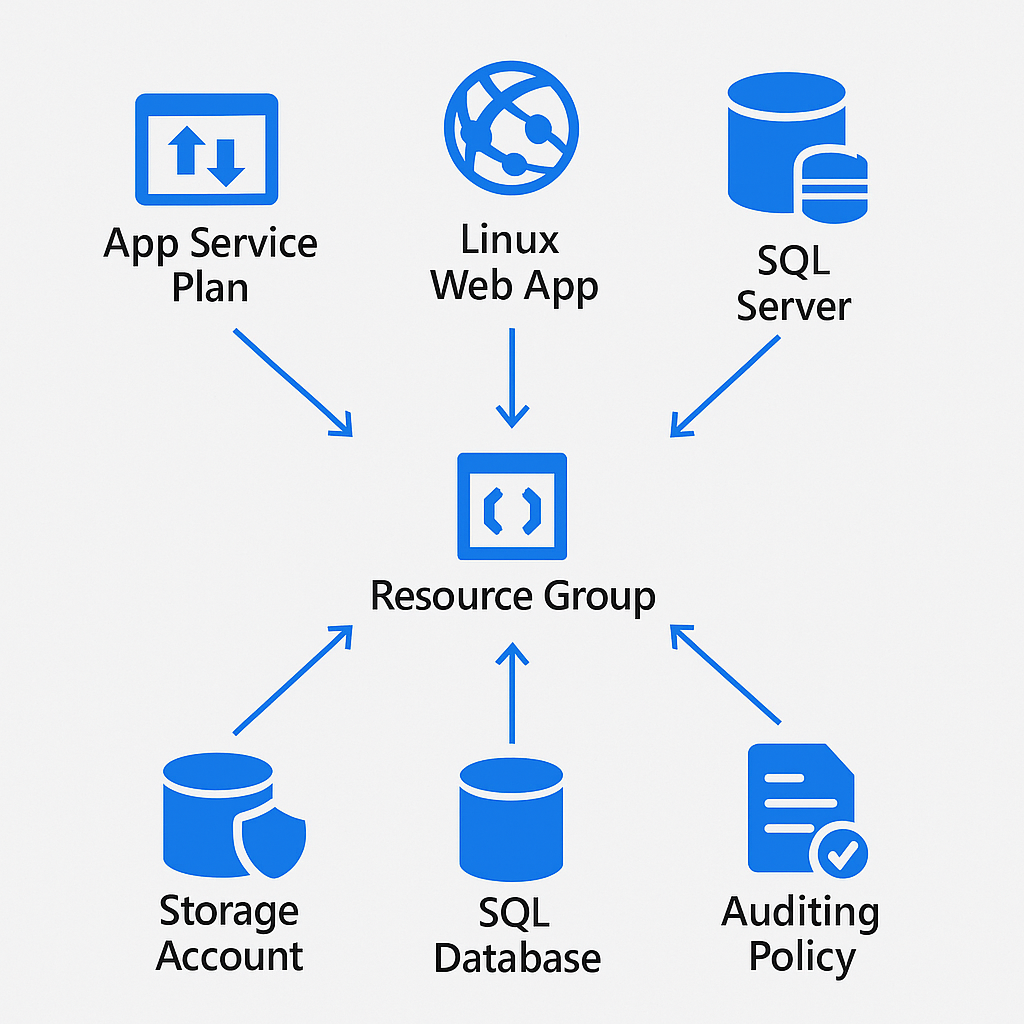 App Service
Plan
Linux
Web App
SQL
Server
Resource Group
Storage
Account
SQL
Database
Auditing
Policy